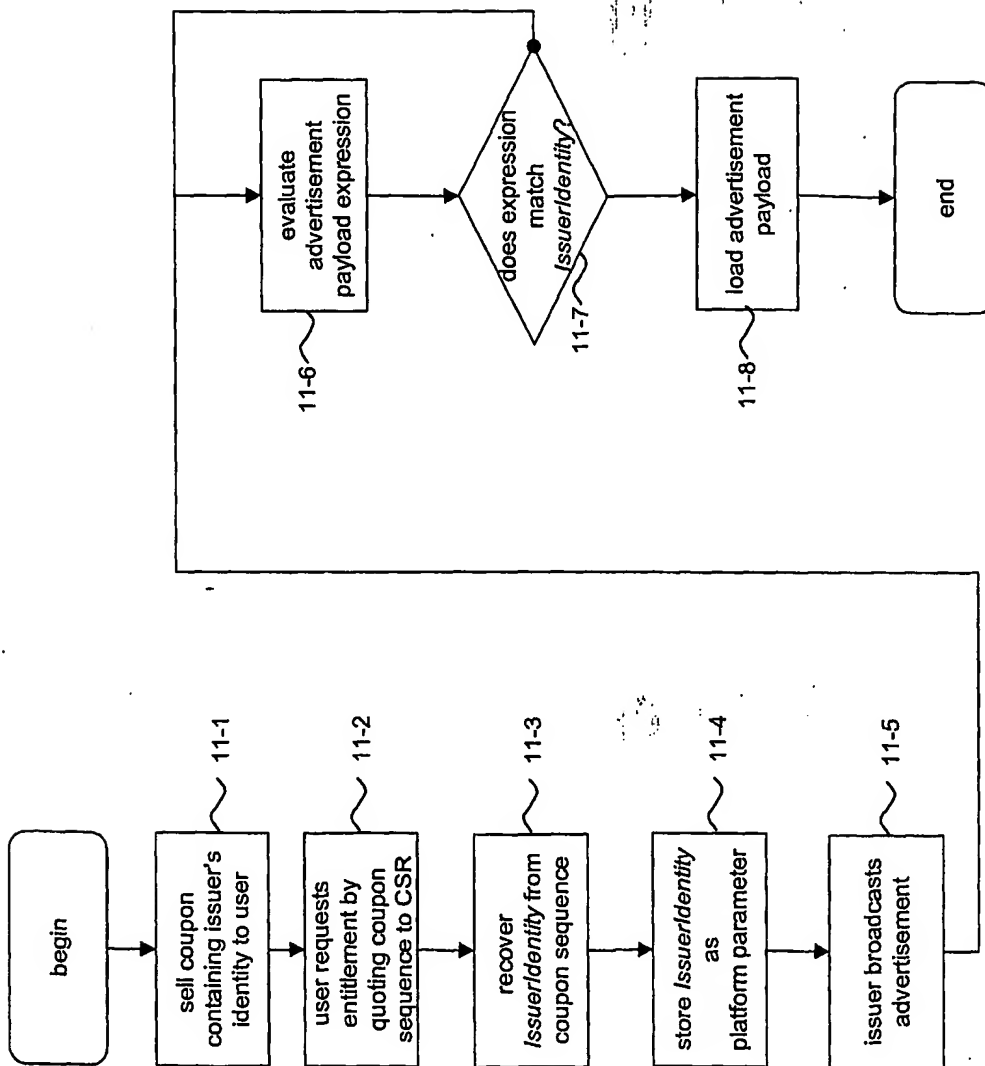 begin
sell coupon
containing issuer's
identity to user
11-1
user requests
entitlement by
quoting coupon
sequence to CSR
11-2
recover
IssuerIdentity from
coupon sequence
11-3
store IssuerIdentity
as
platform parameter
11-4
issuer broadcasts
advertisement
11-5
evaluate
advertisement
payload expression
11-6
does expression
match
IssuerIdentity?
11-7
load advertisement
payload
11-8
end